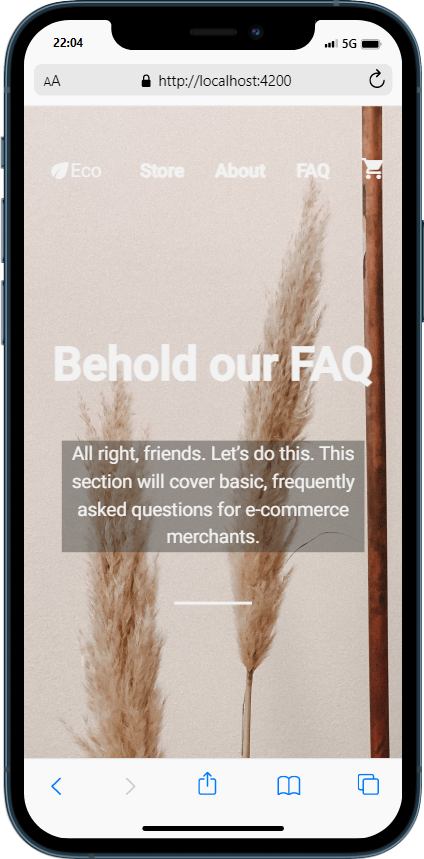 22:04 5G
AA http://localhost:4200
Eco Store About FAQ
Behold our FAQ
All right, friends. Let's do this. This
section will cover basic, frequently
asked questions for e-commerce
merchants.